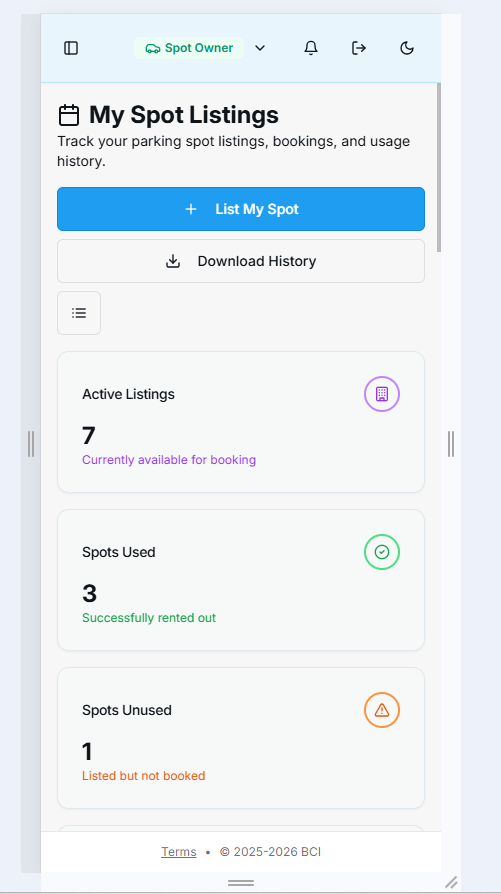 Spot Owner
My Spot Listings
Track your parking spot listings, bookings, and usage
history.
List My Spot
Download History
Active Listings
7
Currently available for booking
Spots Used
3
Successfully rented out
Spots Unused
1
Listed but not booked
Terms • © 2025-2026 BCI